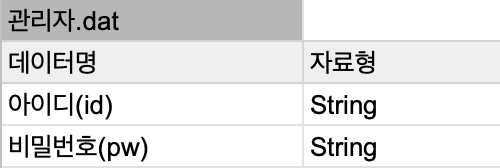 관리자.dat
데이터명 자료형
아이디(id) String
비밀번호(pw) String